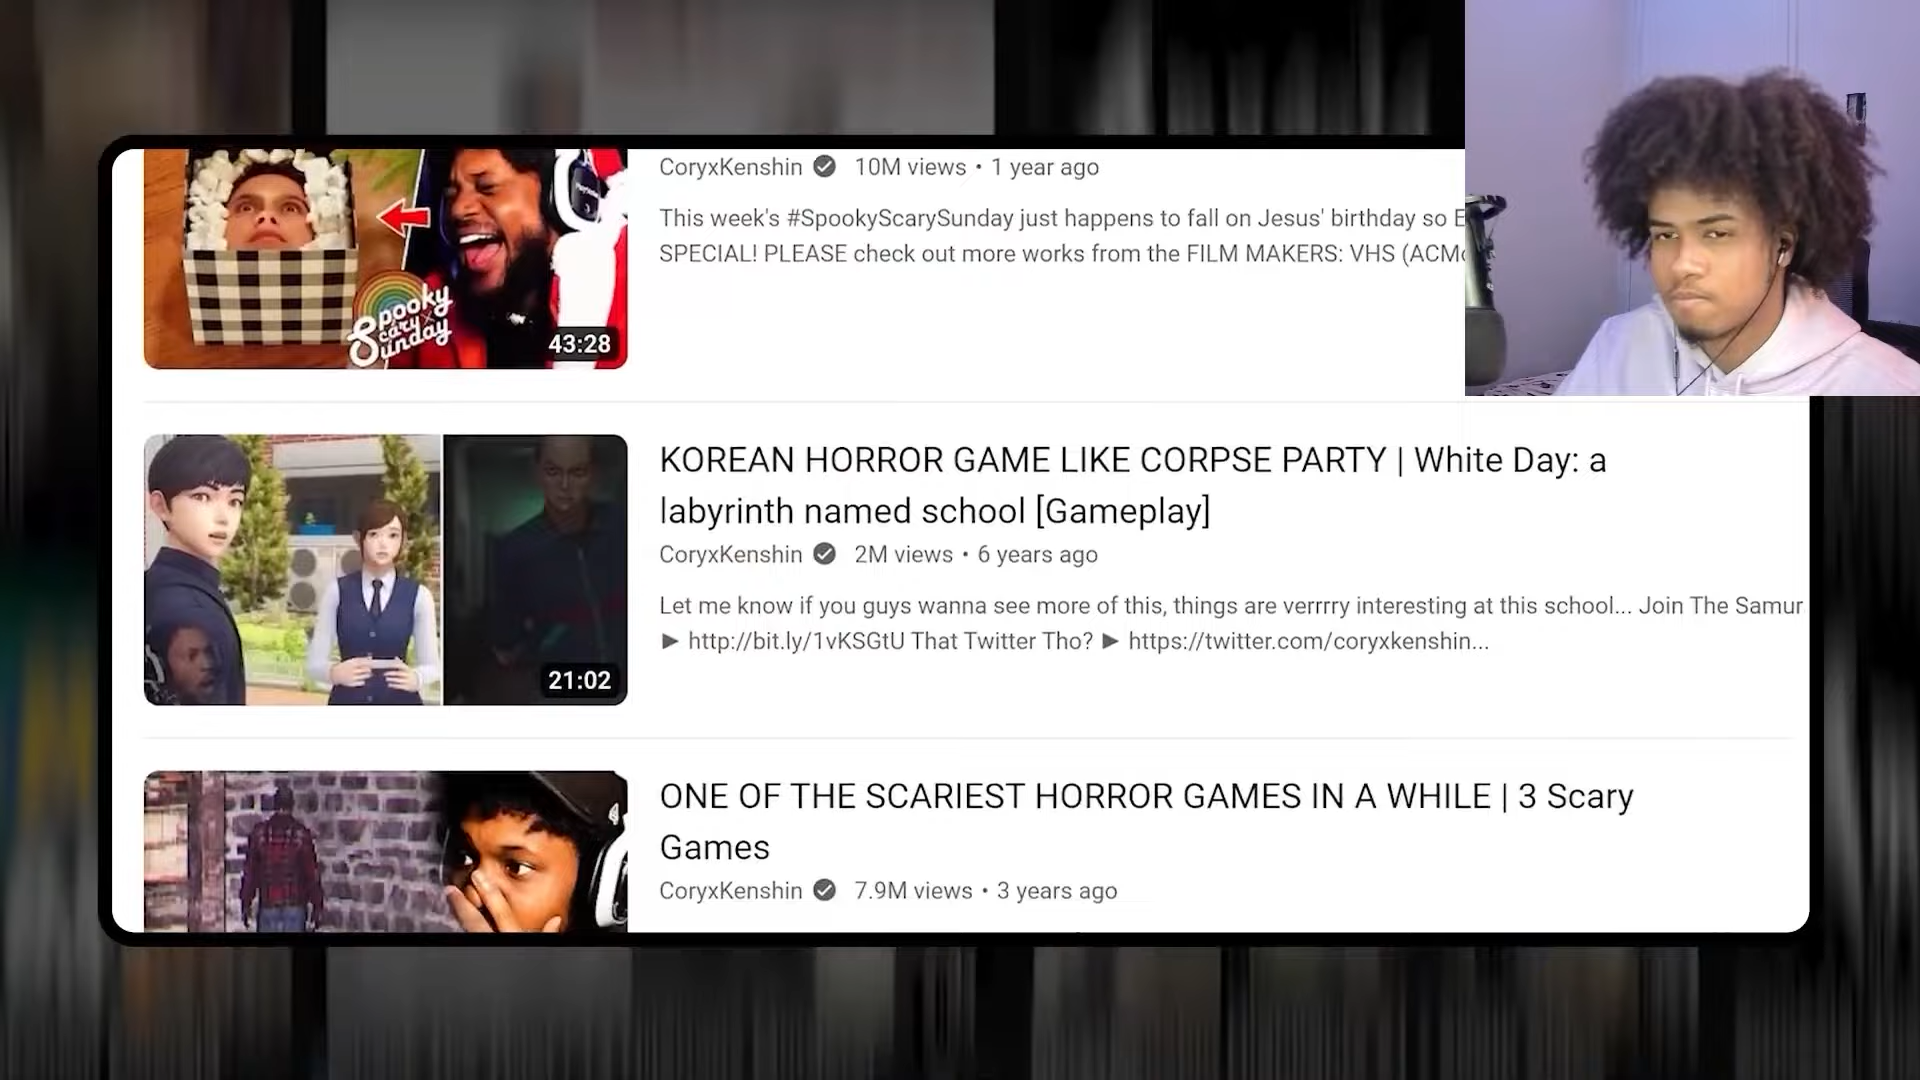 CoryxKenshin 10M views • 1 year ago
This week's #SpookyScarySunday just happens to fall on Jesus' birthday so
SPECIAL! PLEASE check out more works from the FILM MAKERS: VHS
Spooky
Scary
Sunday
43:28
KOREAN HORROR GAME LIKE CORPSE PARTY | White Day: a
labyrinth named school [Gameplay]
CoryxKenshin 2M views • 6 years ago
Let me know if you guys wanna see more of this, things are verrrry interesting at this school... Join The Samur
► http://bit.ly/1vKSGtU That Twitter Tho? ► https://twitter.com/coryxkenshin...
21:02
ONE OF THE SCARIEST HORROR GAMES IN A WHILE | 3 Scary
Games
CoryxKenshin 7.9M views • 3 years ago